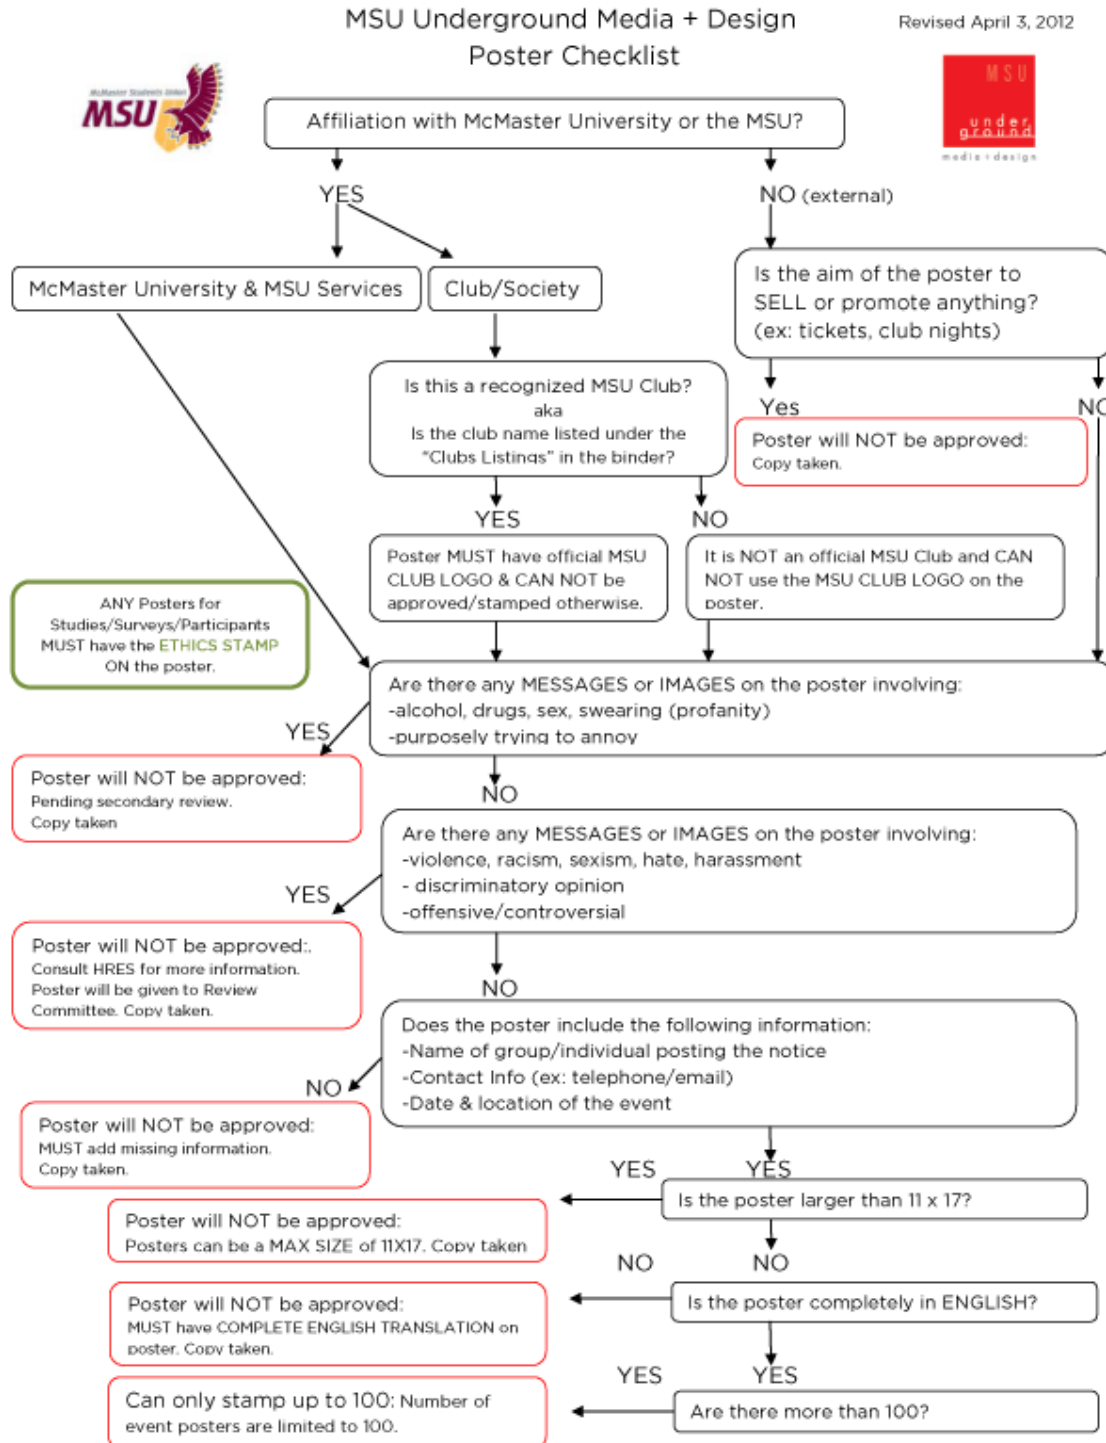 MSU Underground Media + Design
Poster Checklist
Revised April 3, 2012
McMaster Students Union
MSU
MSU
under
ground
media + design
Affiliation with McMaster University or the MSU?
YES
NO (external)
McMaster University & MSU Services
Club/Society
Is the aim of the poster to
SELL or promote anything?
(ex: tickets, club nights)
Is this a recognized MSU Club?
aka
Is the club name listed under the
“Clubs Listings” in the binder?
Yes
NO
Poster will NOT be approved:
Copy taken.
YES
NO
Poster MUST have official MSU
CLUB LOGO & CAN NOT be
approved/stamped otherwise.
It is NOT an official MSU Club and CAN
NOT use the MSU CLUB LOGO on the
poster.
ANY Posters for
Studies/Surveys/Participants
MUST have the ETHICS STAMP
ON the poster.
Are there any MESSAGES or IMAGES on the poster involving:
-alcohol, drugs, sex, swearing (profanity)
-purposely trying to annoy
YES
Poster will NOT be approved:
Pending secondary review.
Copy taken
NO
Are there any MESSAGES or IMAGES on the poster involving:
-violence, racism, sexism, hate, harassment
- discriminatory opinion
-offensive/controversial
YES
Poster will NOT be approved:.
Consult HRES for more information.
Poster will be given to Review
Committee. Copy taken.
NO
Does the poster include the following information:
-Name of group/individual posting the notice
-Contact Info (ex: telephone/email)
-Date & location of the event
NO
Poster will NOT be approved:
MUST add missing information.
Copy taken.
YES
YES
Is the poster larger than 11 x 17?
Poster will NOT be approved:
Posters can be a MAX SIZE of 11X17. Copy taken
NO
NO
Is the poster completely in ENGLISH?
Poster will NOT be approved:
MUST have COMPLETE ENGLISH TRANSLATION on
poster. Copy taken.
YES
YES
Are there more than 100?
Can only stamp up to 100: Number of
event posters are limited to 100.